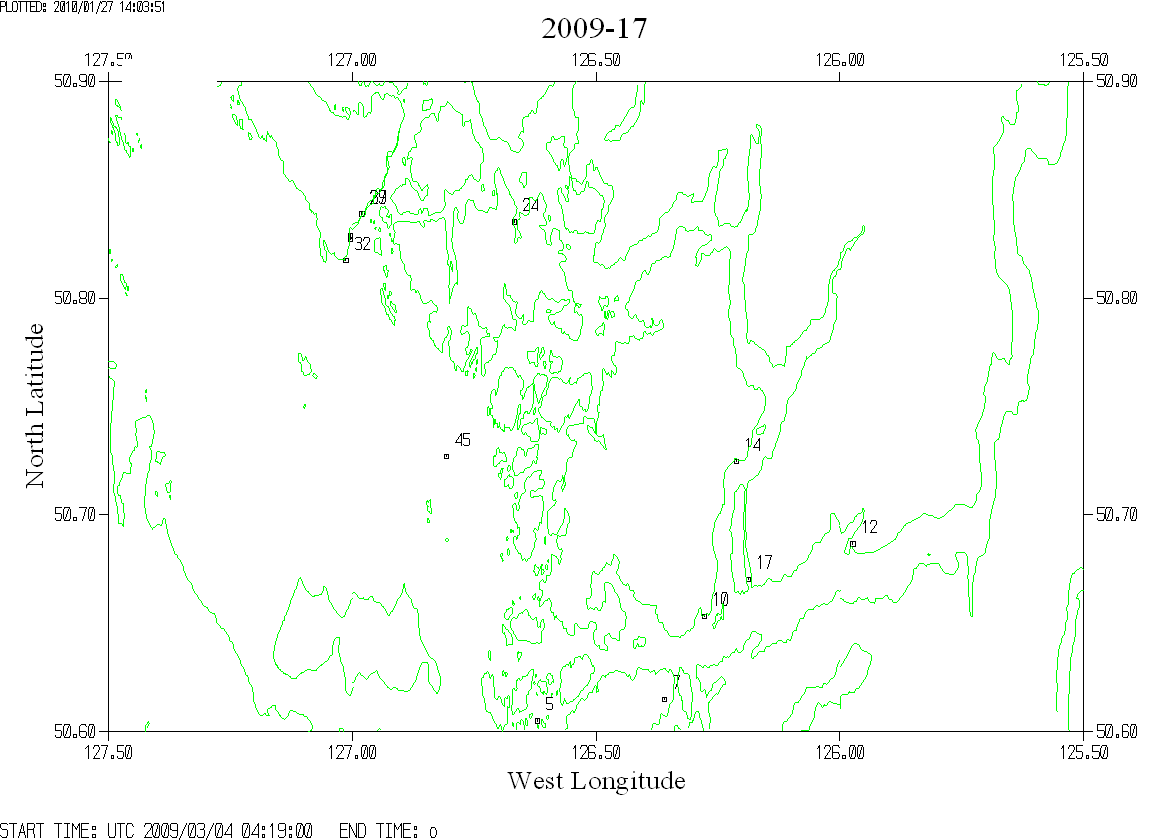 PLOTTED: 2010/01/27 14:03:51
2009-17
127.00 126.50 126.00 125.50
50.90 50.90
24
32
50.80 50.80
North Latitude
45
14
50.70 50.70
12
17
10
7
5
50.60 50.60
127.50 127.00 126.50 126.00 125.50
West Longitude
START TIME: UTC 2009/03/04 04:19:00 END TIME: o